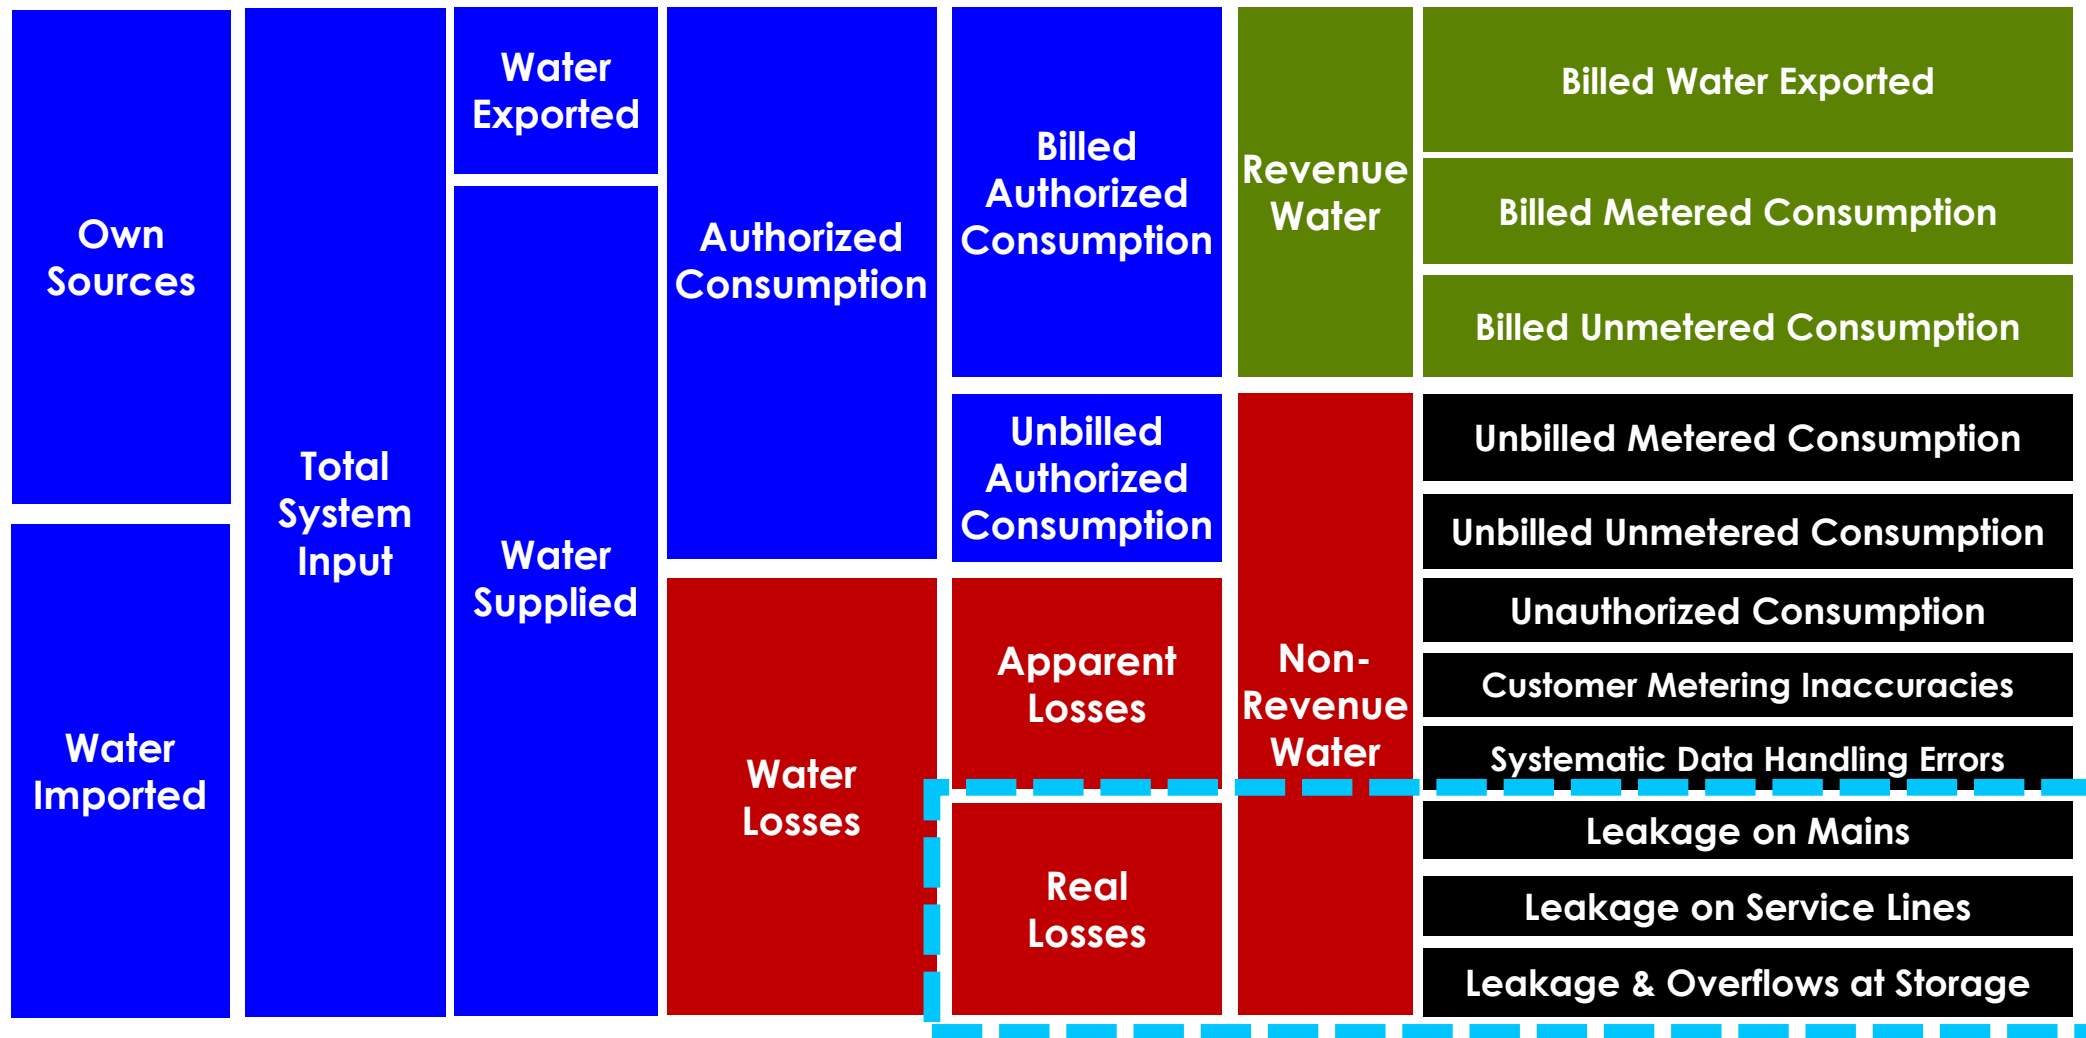 Own
Sources
Water
Imported
Total
System
Input
Water
Exported
Water
Supplied
Authorized
Consumption
Water
Losses
Billed
Authorized
Consumption
Unbilled
Authorized
Consumption
Apparent
Losses
Real
Losses
Revenue
Water
Non-
Revenue
Water
Billed Water Exported
Billed Metered Consumption
Billed Unmetered Consumption
Unbilled Metered Consumption
Unbilled Unmetered Consumption
Unauthorized Consumption
Customer Metering Inaccuracies
Systematic Data Handling Errors
Leakage on Mains
Leakage on Service Lines
Leakage & Overflows at Storage